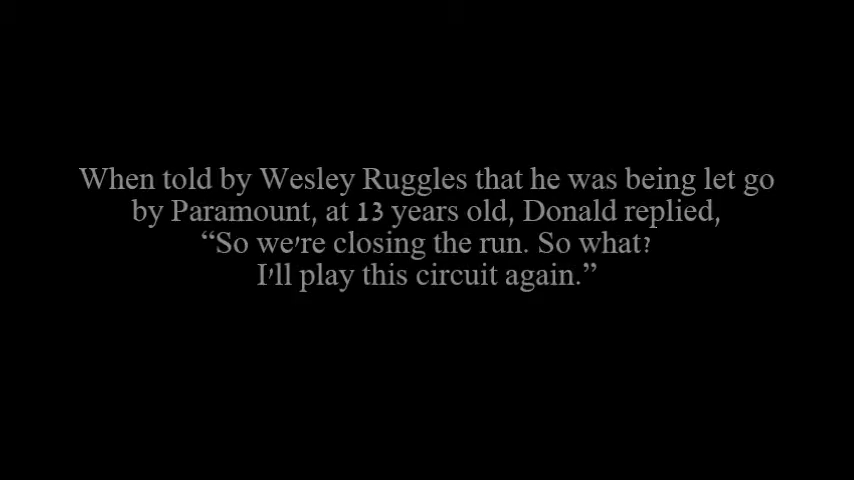 When told by Wesley Ruggles that he was being let go
by Paramount, at 13 years old, Donald replied,
“So we're closing the run. So what?
I'll play this circuit again.”